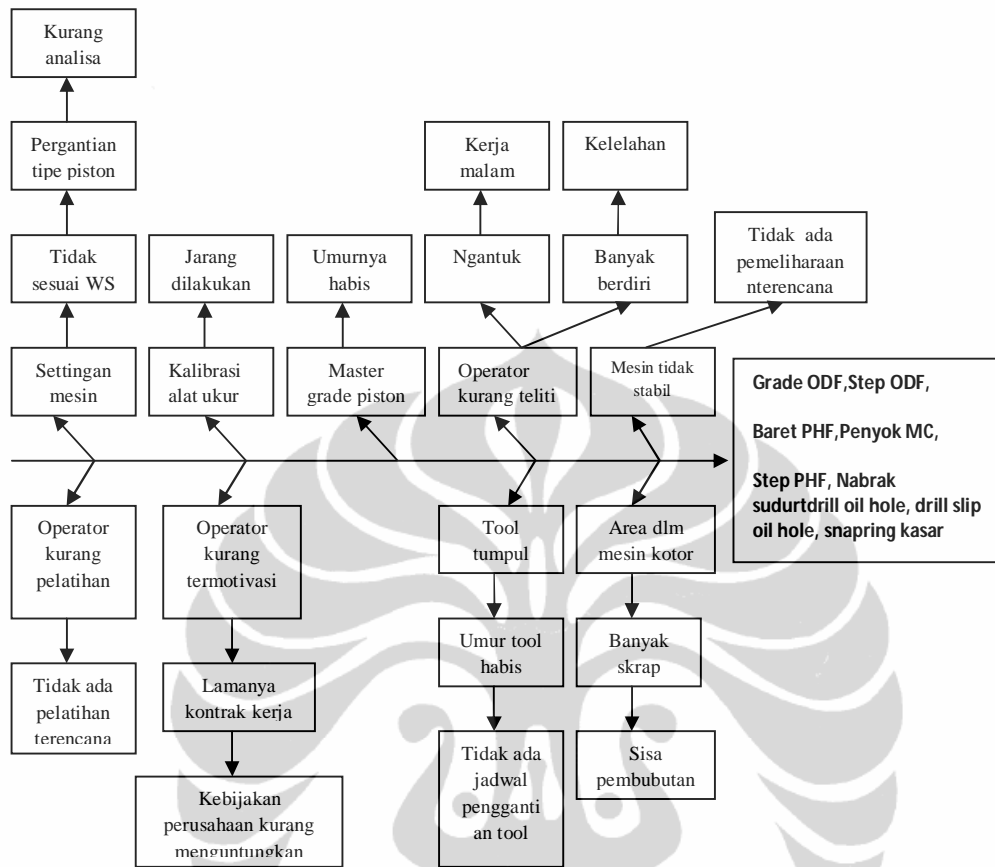 Kurang
analisa
Pergantian
tipe piston
Kerja
malam
Kelelahan
Tidak
sesuai WS
Jarang
dilakukan
Umurnya
habis
Ngantuk
Banyak
berdiri
Tidak ada
pemeliharaan
nterencana
Settingan
mesin
Kalibrasi
alat ukur
Master
grade piston
Operator
kurang teliti
Mesin tidak
stabil
Grade ODF,Step ODF,
Baret PHF,Penyok MC,
Step PHF, Nabrak
sudurtdrill oil hole, drill slip
oil hole, snapring kasar
Operator
kurang
pelatihan
Operator
kurang
termotivasi
Tool
tumpul
Area dlm
mesin kotor
Tidak ada
pelatihan
terencana
Lamanya
kontrak kerja
Umur tool
habis
Banyak
skrap
Kebijakan
perusahaan kurang
menguntungkan
Tidak ada
jadwal
pengganti
an tool
Sisa
pembubutan